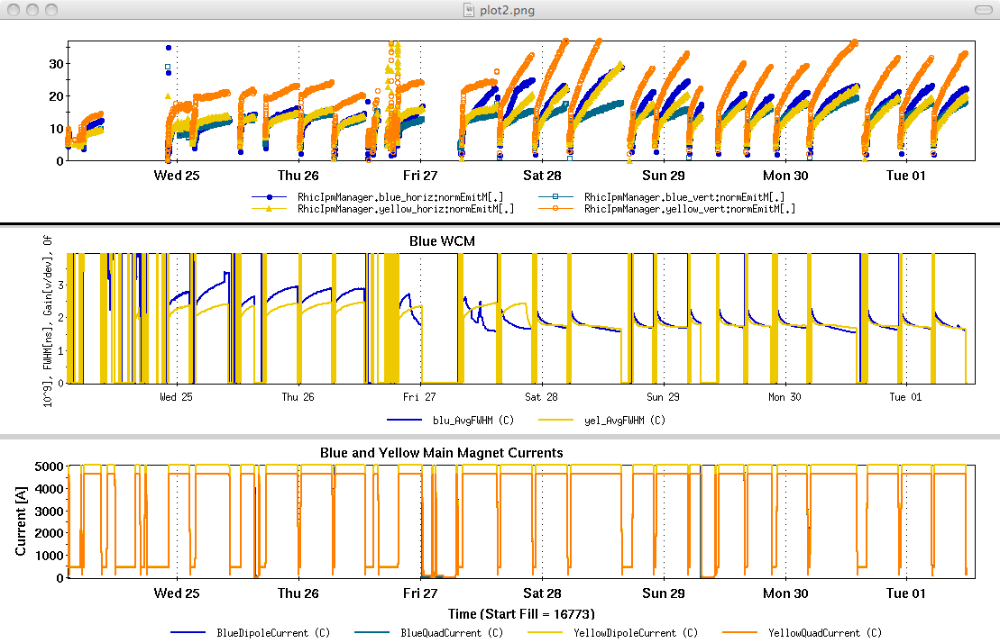 plot2.png
30
20
10
0
Wed 25 Thu 26 Fri 27 Sat 28 Sun 29 Mon 30 Tue 01
RhicIpmManager.blue_horiz:normEmitM[.] RhicIpmManager.blue_vert:normEmitM[.]
RhicIpmManager.yellow_horiz:normEmitM[.] RhicIpmManager.yellow_vert:normEmitM[.]
Blue WCM
10^9], FWHM[ns], Gain[v/dev], Of
3
2
1
0
Wed 25 Thu 26 Fri 27 Sat 28 Sun 29 Mon 30 Tue 01
blu_AvgFWHM (C) yel_AvgFWHM (C)
Blue and Yellow Main Magnet Currents
Current [A]
5000
4000
3000
2000
1000
0
Wed 25 Thu 26 Fri 27 Sat 28 Sun 29 Mon 30 Tue 01
Time (Start Fill = 16773)
BlueDipoleCurrent (C) BlueQuadCurrent (C) YellowDipoleCurrent (C) YellowQuadCurrent (C)